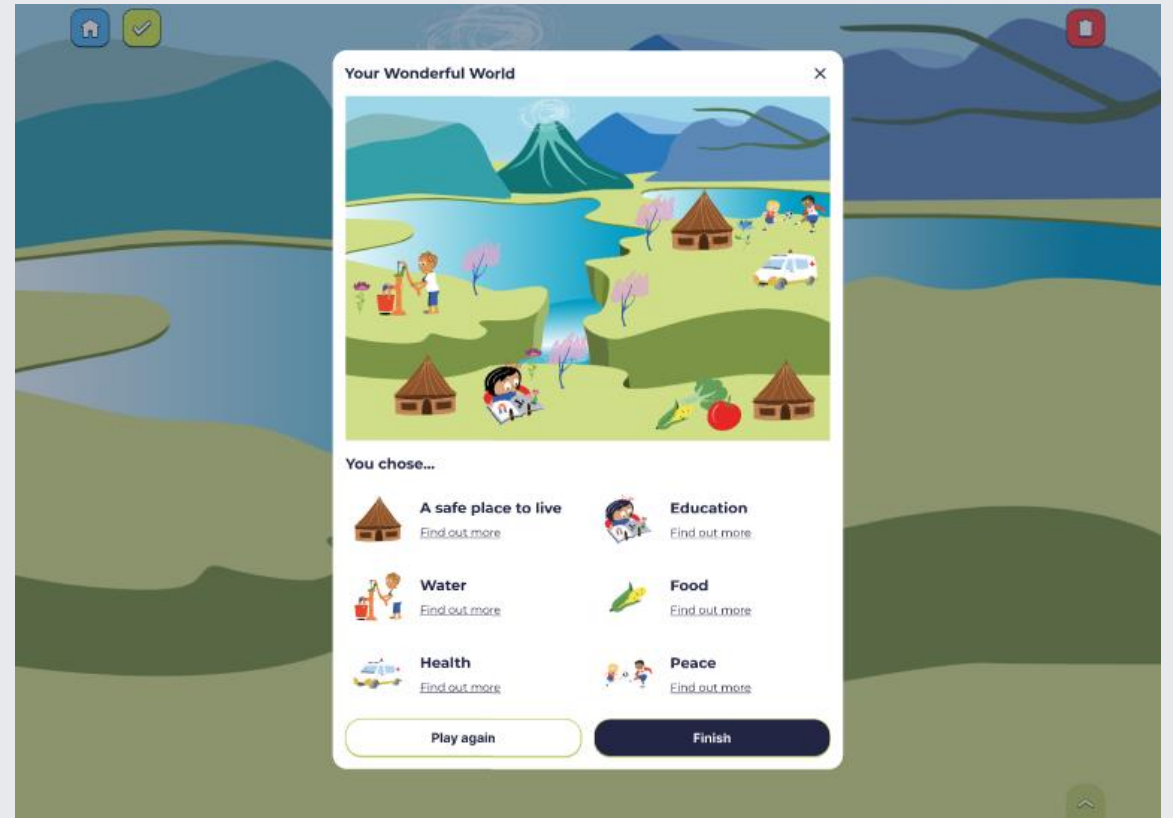 Your Wonderful World
You chose...
A safe place to live
Find out more
Education
Find out more
Water
Find out more
Food
Find out more
Health
Find out more
Peace
Find out more
Play again
Finish